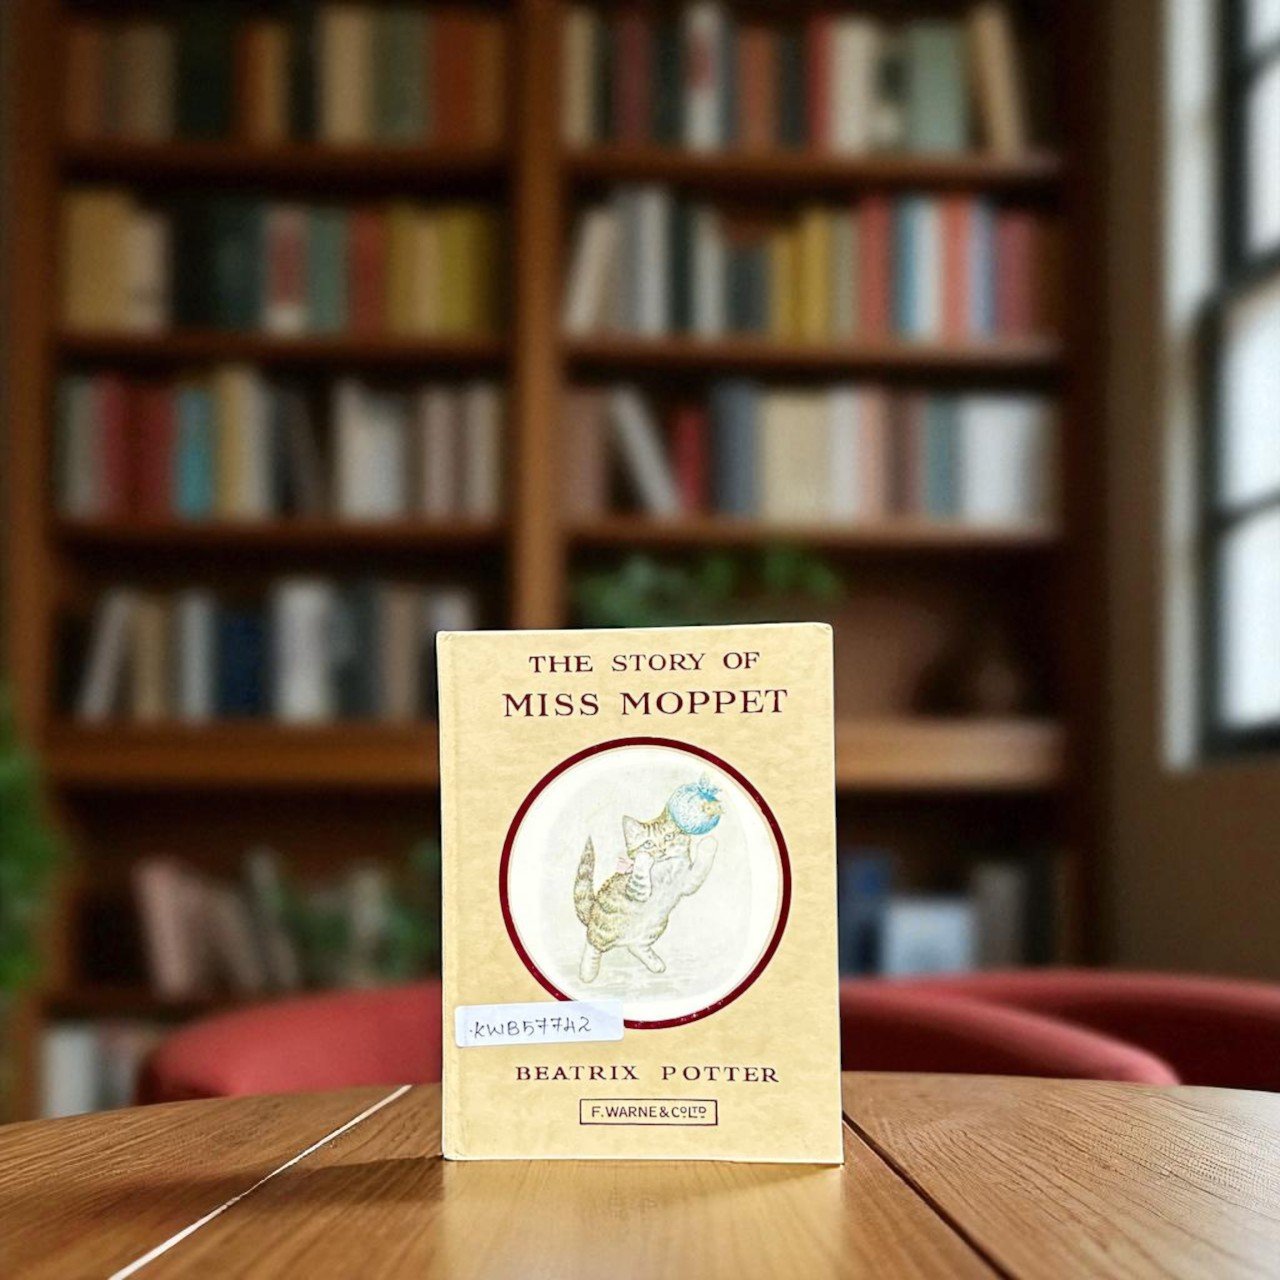 THE STORY OF
MISS MOPPET
KWB57742
BEATRIX POTTER
F. WARNE & Co LTD